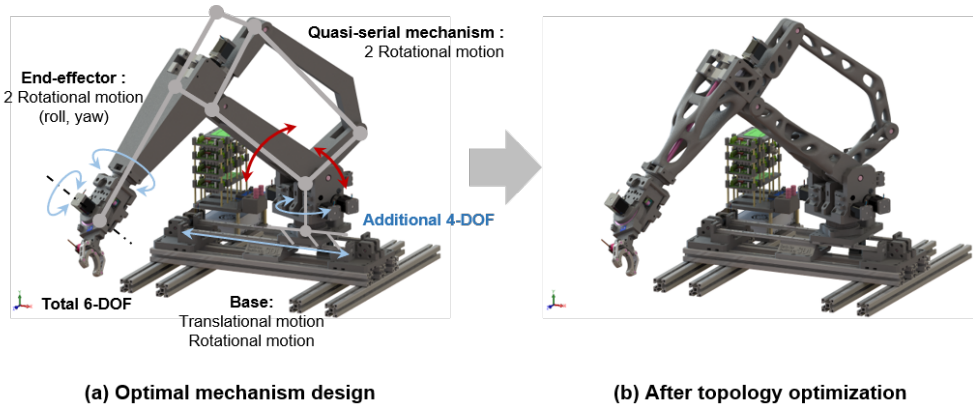 Quasi-serial mechanism :
2 Rotational motion
End-effector :
2 Rotational motion
(roll, yaw)
Additional 4-DOF
Total 6-DOF
Base:
Translational motion
Rotational motion
(a) Optimal mechanism design
(b) After topology optimization